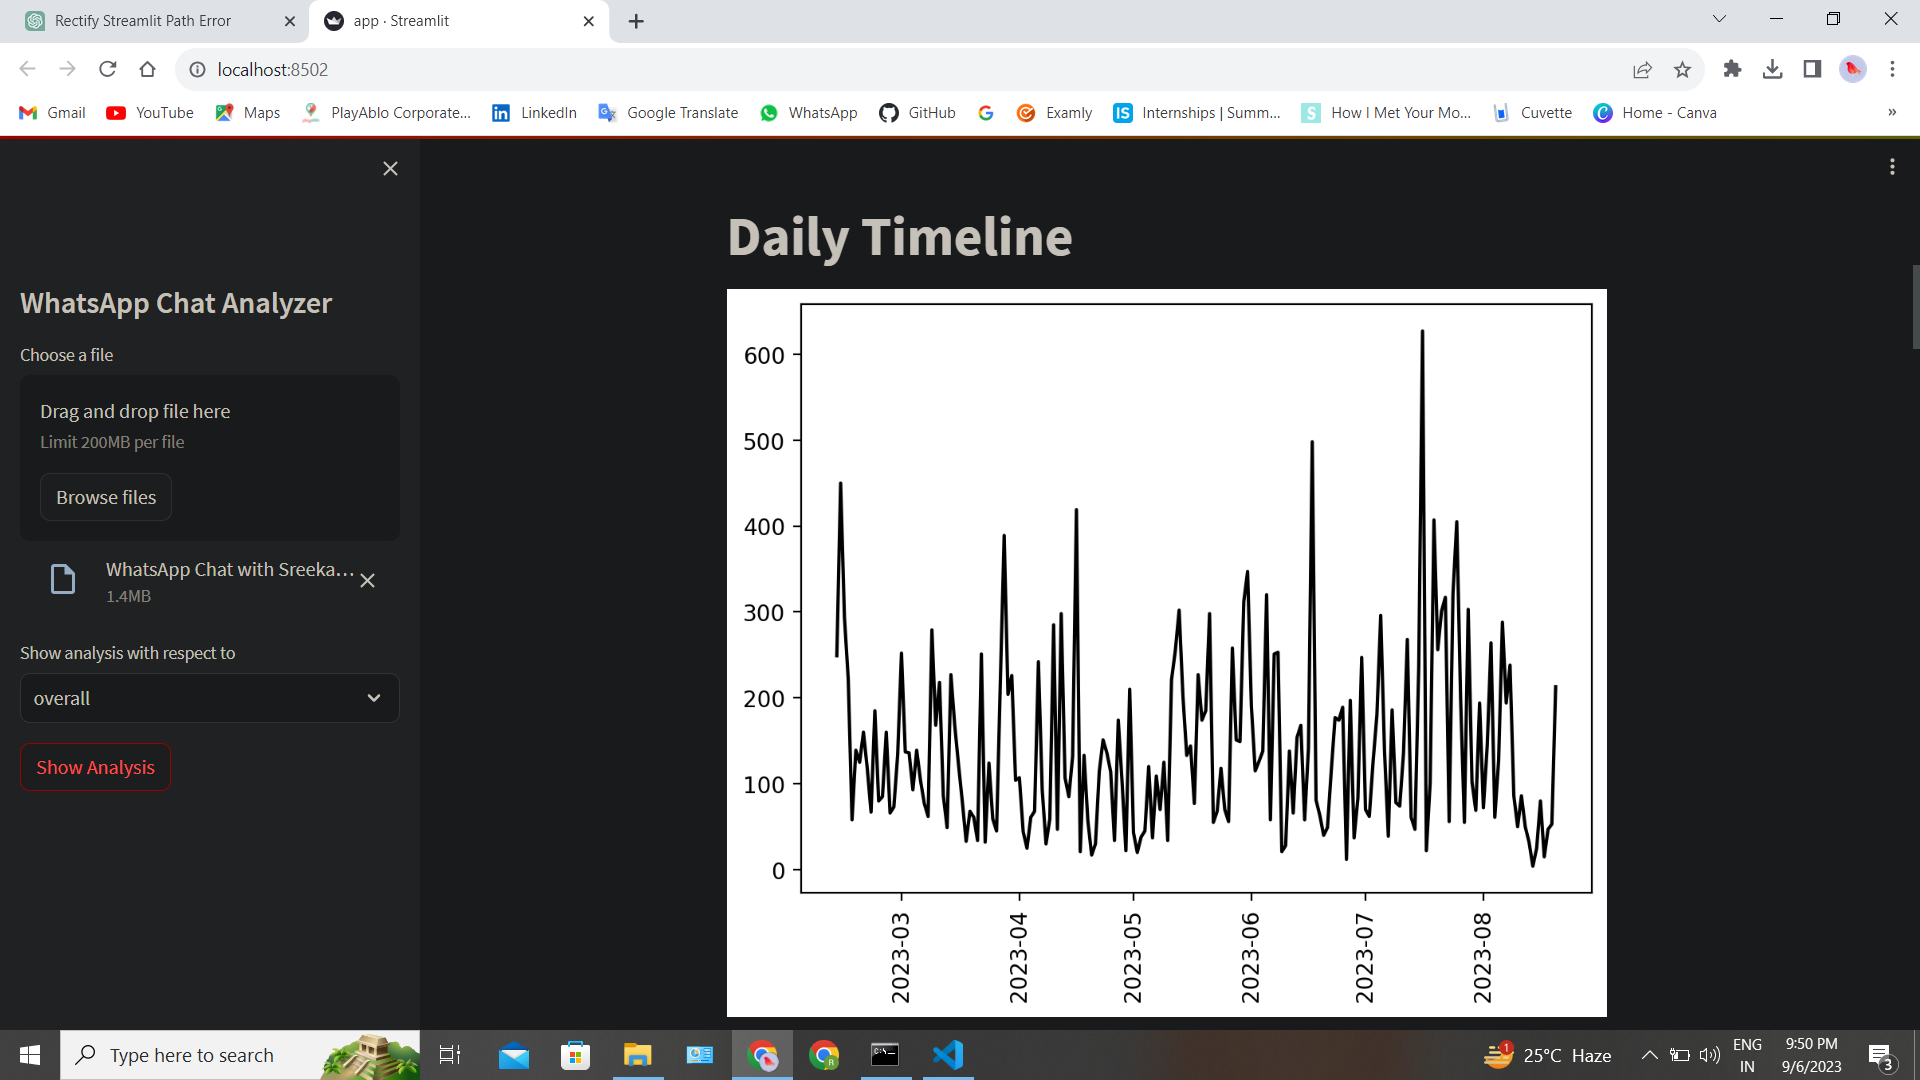 Rectify Streamlit Path Error
app · Streamlit
localhost:8502
Gmail YouTube Maps PlayAblo Corporate... LinkedIn Google Translate WhatsApp GitHub Examly Internships | Summ... How I Met Your Mo... Cuvette Home - Canva »
WhatsApp Chat Analyzer
Choose a file
Drag and drop file here
Limit 200MB per file
Browse files
WhatsApp Chat with Sreeka...
1.4MB
Show analysis with respect to
overall
Show Analysis
Daily Timeline
600
500
400
300
200
100
0
2023-03
2023-04
2023-05
2023-06
2023-07
2023-08
Type here to search
1
25°C Haze
ENG
IN
9:50 PM
9/6/2023
3